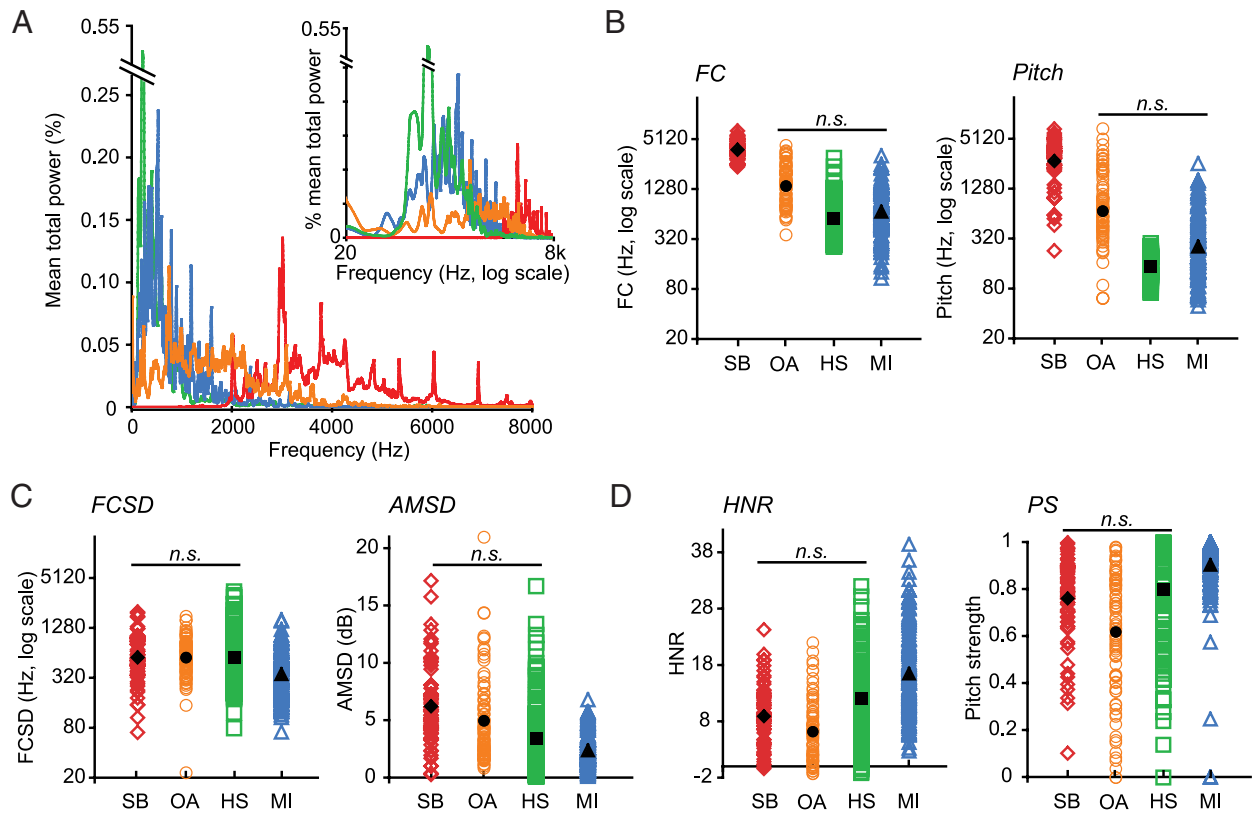 A
0.55
0.25
0.20
0.15
0.10
0.05
0
Mean total power (%)
0 2000 4000 6000 8000
Frequency (Hz)
0.55
% mean total power
0
20 8k
Frequency (Hz, log scale)
B
FC
n.s.
5120
1280
320
80
20
FC (Hz, log scale)
SB OA HS MI
Pitch
n.s.
5120
1280
320
80
20
Pitch (Hz, log scale)
SB OA HS MI
C
FCSD
n.s.
5120
1280
320
80
20
FCSD (Hz, log scale)
SB OA HS MI
AMSD
n.s.
20
15
10
5
0
AMSD (dB)
SB OA HS MI
D
HNR
n.s.
38
28
18
8
-2
HNR
SB OA HS MI
PS
n.s.
1
0.8
0.6
0.4
0.2
0
Pitch strength
SB OA HS MI